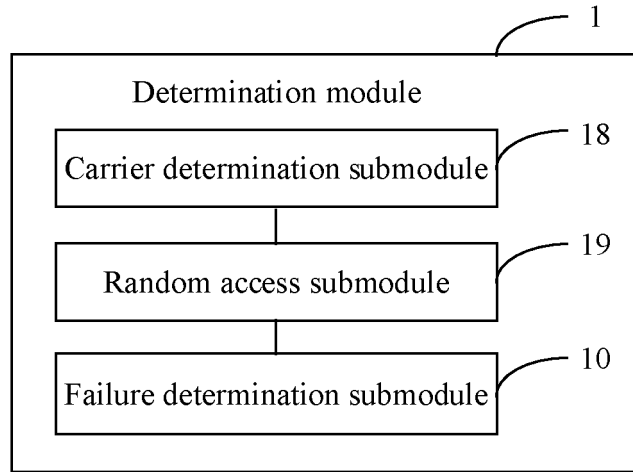 1
Determination module
Carrier determination submodule
18
Random access submodule
19
Failure determination submodule
10